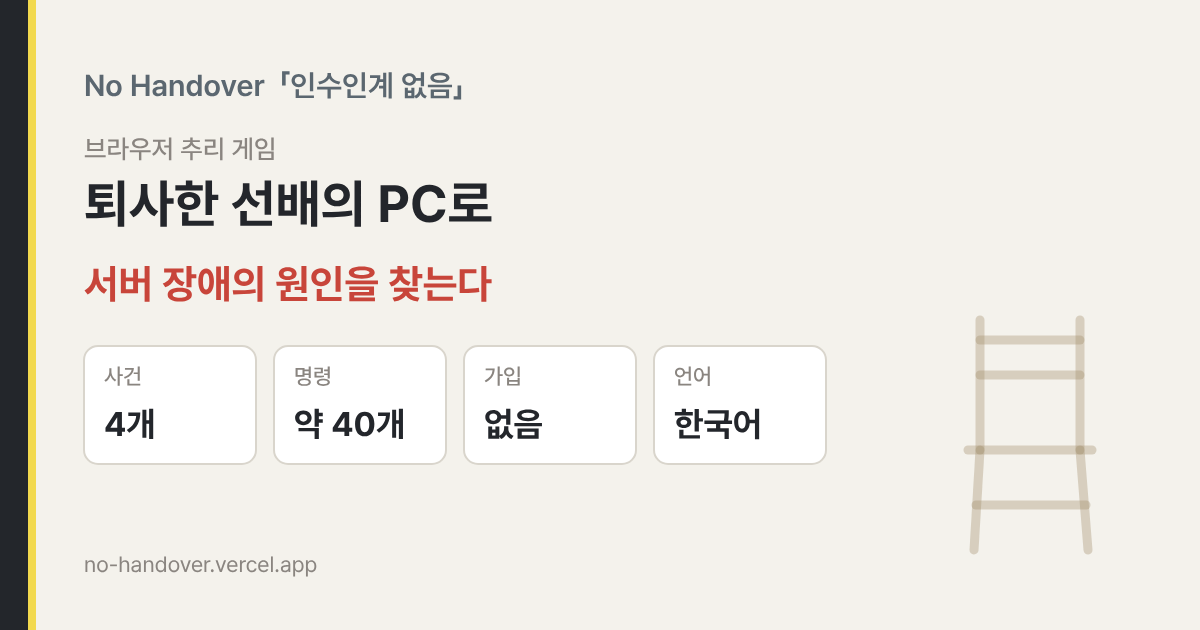 No Handover「인수인계 없음」
브라우저 추리 게임
퇴사한 선배의 PC로
서버 장애의 원인을 찾는다
사건
4개
명령
약 40개
가입
없음
언어
한국어
no-handover.vercel.app